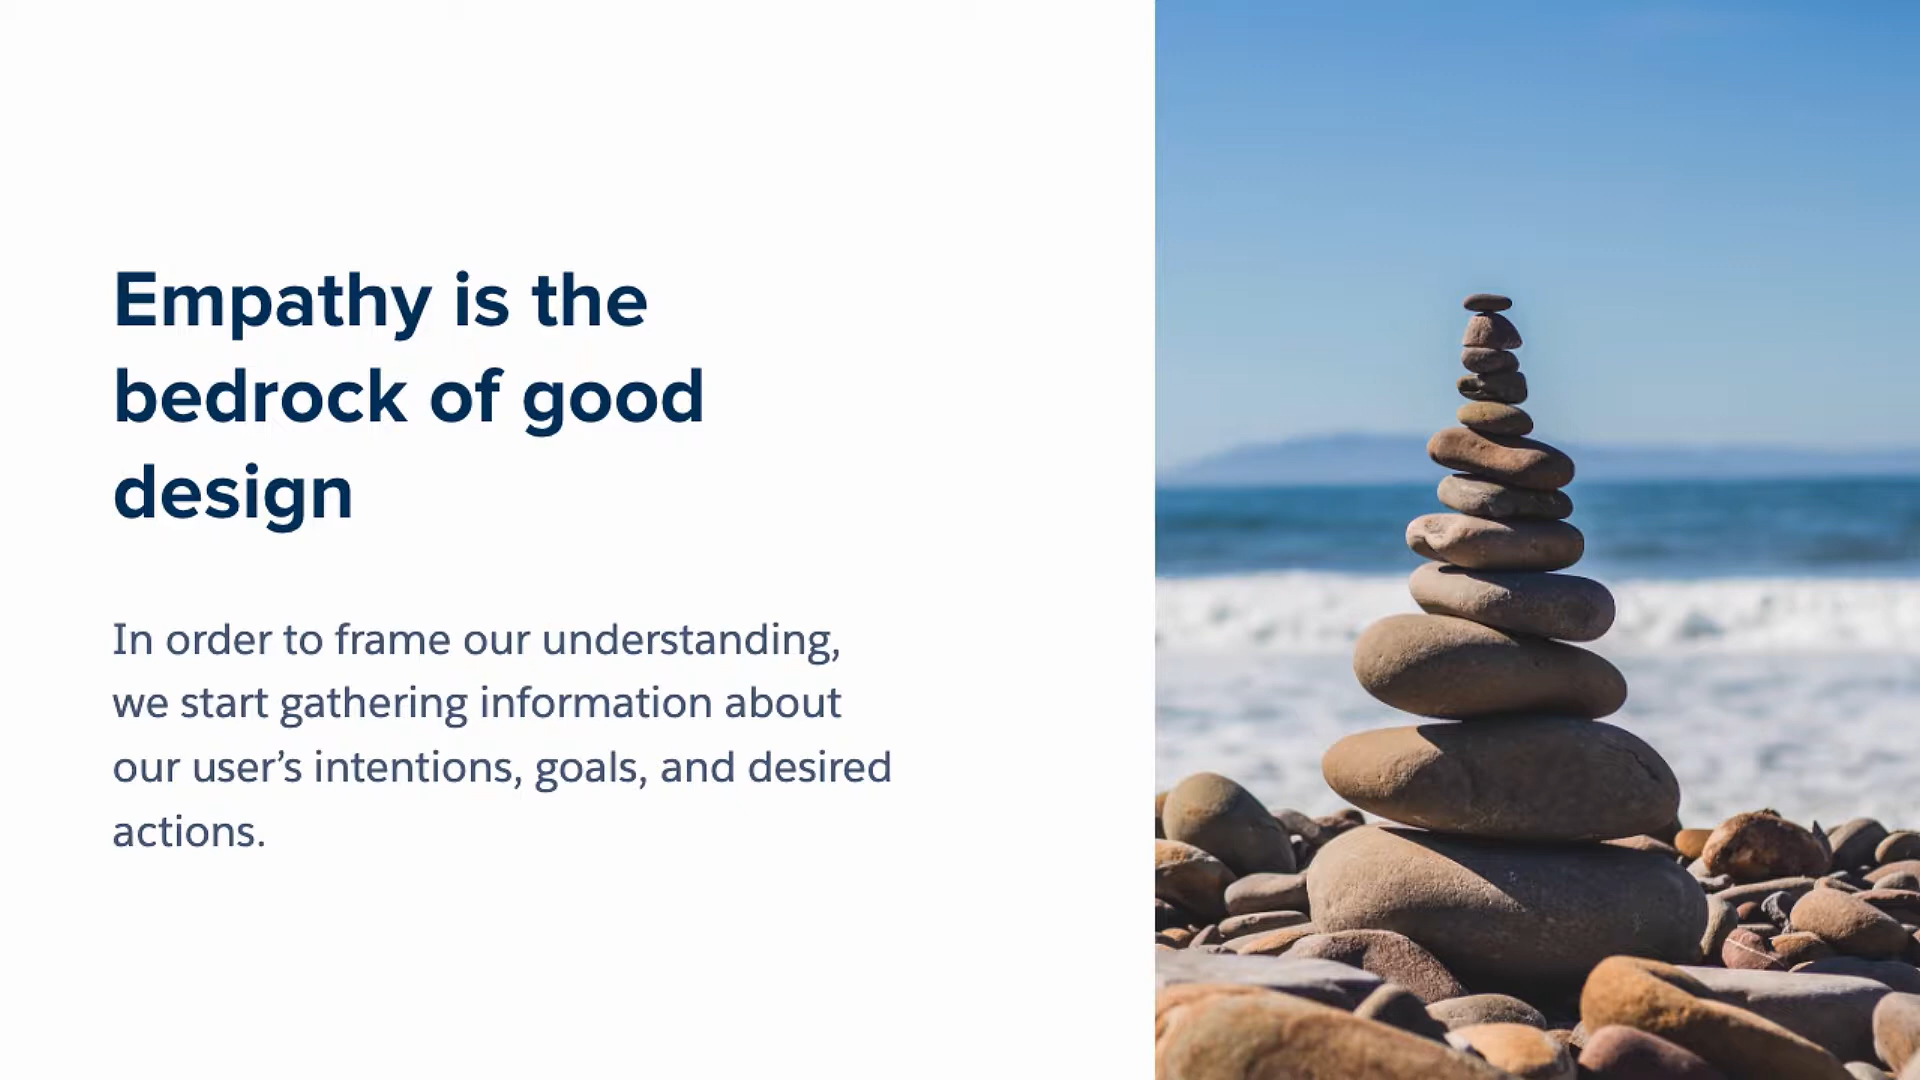 Empathy is the
bedrock of good
design
In order to frame our understanding,
we start gathering information about
our user’s intentions, goals, and desired
actions.